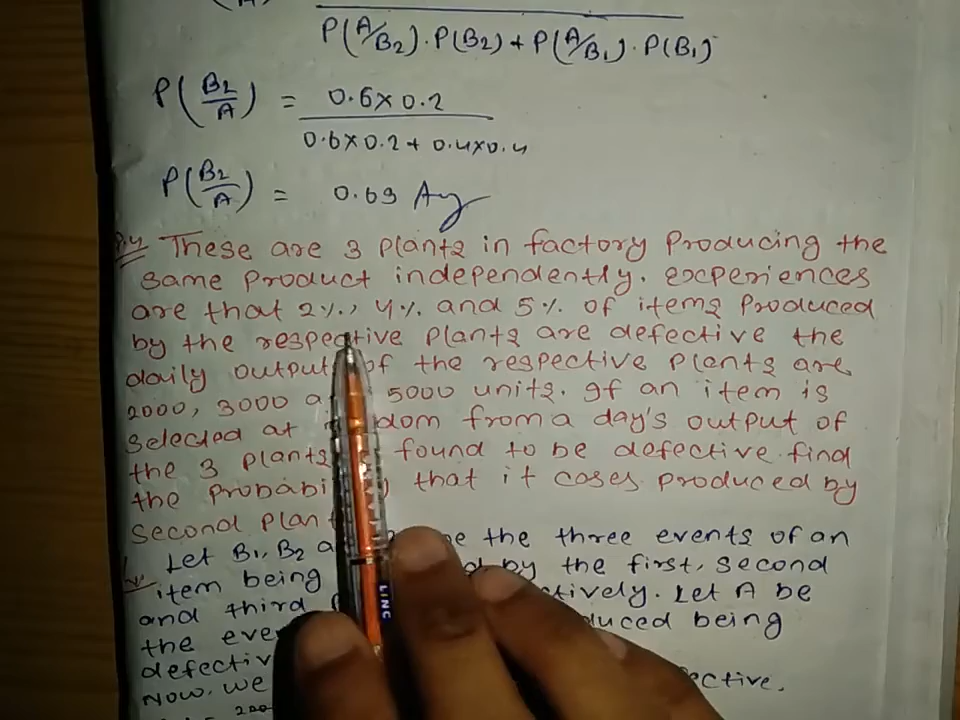 P(A/B2) . P(B2) + P(A/B1) . P(B1)
P(B2/A) = 0.6 x 0.2
0.6 x 0.2 + 0.4 x 0.4
P(B2/A) = 0.69 Ay
These are 3 plants in factory producing the
same product independently. experiences
are that 2%, 4% and 5% of items produced
by the respective plants are defective the
daily output of the respective plants are
2000, 3000 a 5000 units. If an item is
selected at dom from a day's output of
the 3 plants found to be defective find
the probabi that it coses produced by
second plan
Let B1, B2 a be the three events of an
item being by the first, second
and third tively. Let A be
the eve duced being
defectiv
Now, we ective.
LINC